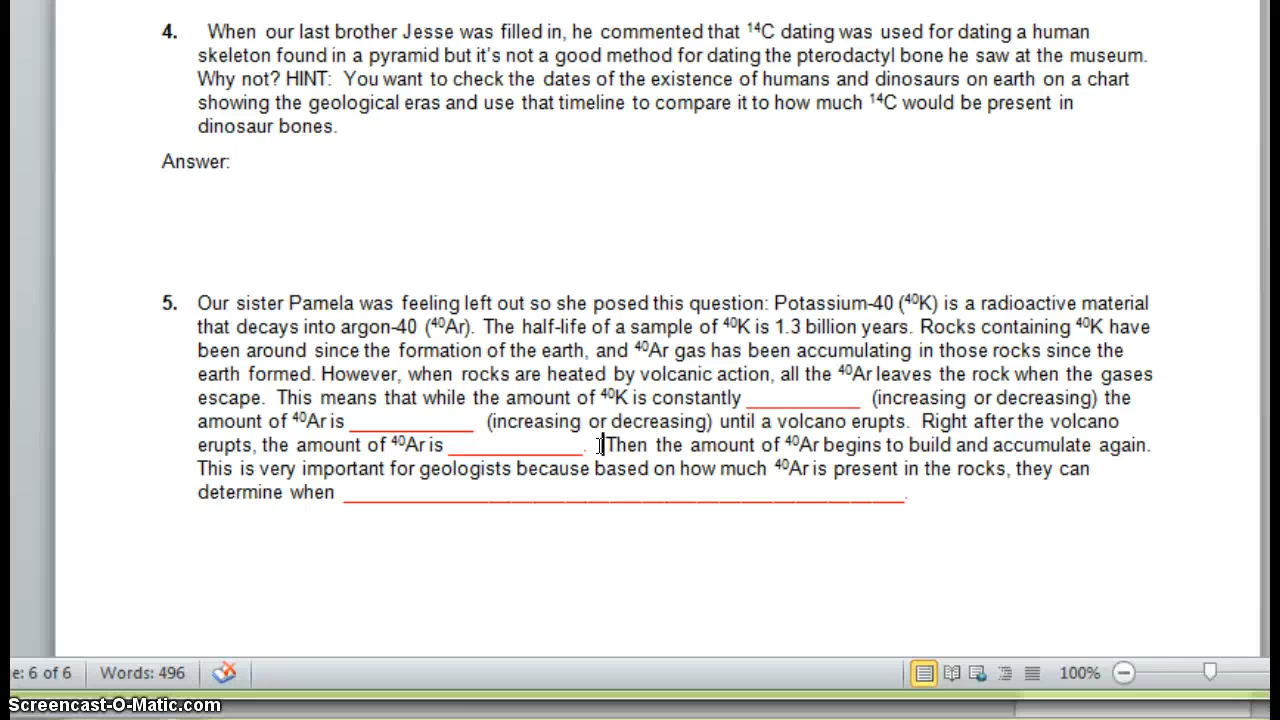 4. When our last brother Jesse was filled in, he commented that ¹⁴C dating was used for dating a human
skeleton found in a pyramid but it's not a good method for dating the pterodactyl bone he saw at the museum.
Why not? HINT: You want to check the dates of the existence of humans and dinosaurs on earth on a chart
showing the geological eras and use that timeline to compare it to how much ¹⁴C would be present in
dinosaur bones.
Answer:
5. Our sister Pamela was feeling left out so she posed this question: Potassium-40 (⁴⁰K) is a radioactive material
that decays into argon-40 (⁴⁰Ar). The half-life of a sample of ⁴⁰K is 1.3 billion years. Rocks containing ⁴⁰K have
been around since the formation of the earth, and ⁴⁰Ar gas has been accumulating in those rocks since the
earth formed. However, when rocks are heated by volcanic action, all the ⁴⁰Ar leaves the rock when the gases
escape. This means that while the amount of ⁴⁰K is constantly __________ (increasing or decreasing) the
amount of ⁴⁰Ar is ___________ (increasing or decreasing) until a volcano erupts. Right after the volcano
erupts, the amount of ⁴⁰Ar is ____________. Then the amount of ⁴⁰Ar begins to build and accumulate again.
This is very important for geologists because based on how much ⁴⁰Ar is present in the rocks, they can
determine when __________________________________________________.
e: 6 of 6 Words: 496 100%
Screencast-O-Matic.com